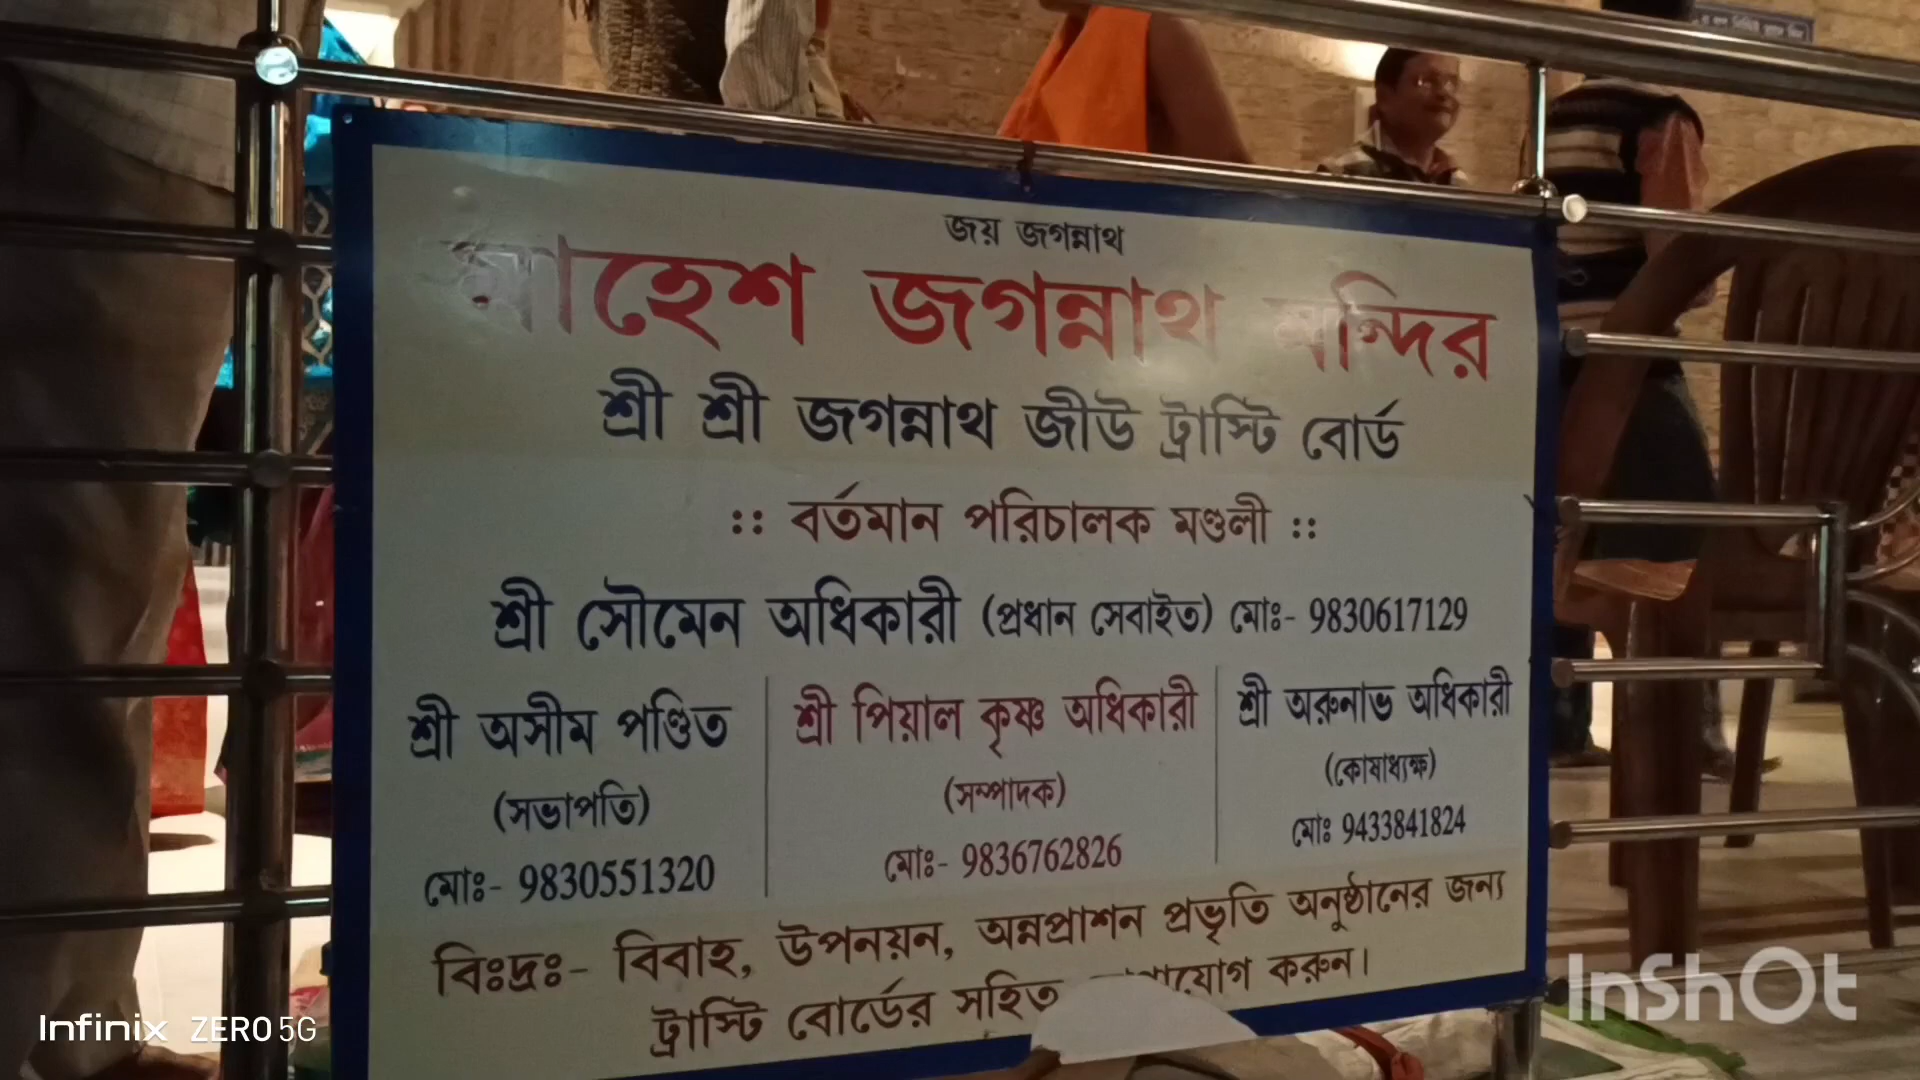 জয় জগন্নাথ
মাহেশ জগন্নাথ মন্দির
শ্রী শ্রী জগন্নাথ জীউ ট্রাস্টি বোর্ড
:: বর্তমান পরিচালক মণ্ডলী ::
শ্রী সৌমেন অধিকারী (প্রধান সেবাইত) মোঃ- 9830617129
শ্রী অসীম পণ্ডিত
(সভাপতি)
মোঃ- 9830551320
শ্রী পিয়াল কৃষ্ণ অধিকারী
(সম্পাদক)
মোঃ- 9836762826
শ্রী অরুনাভ অধিকারী
(কোষাধ্যক্ষ)
মোঃ 9433841824
বিঃদ্রঃ- বিবাহ, উপনয়ন, অন্নপ্রাশন প্রভৃতি অনুষ্ঠানের জন্য
ট্রাস্টি বোর্ডের সহিত করুন।
Infinix ZERO 5G
InShOt